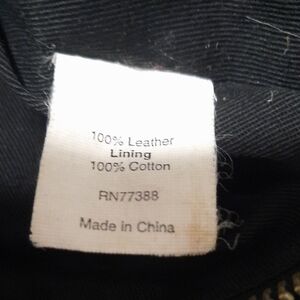 100% Leather
Lining
100% Cotton
RN77388
Made in China